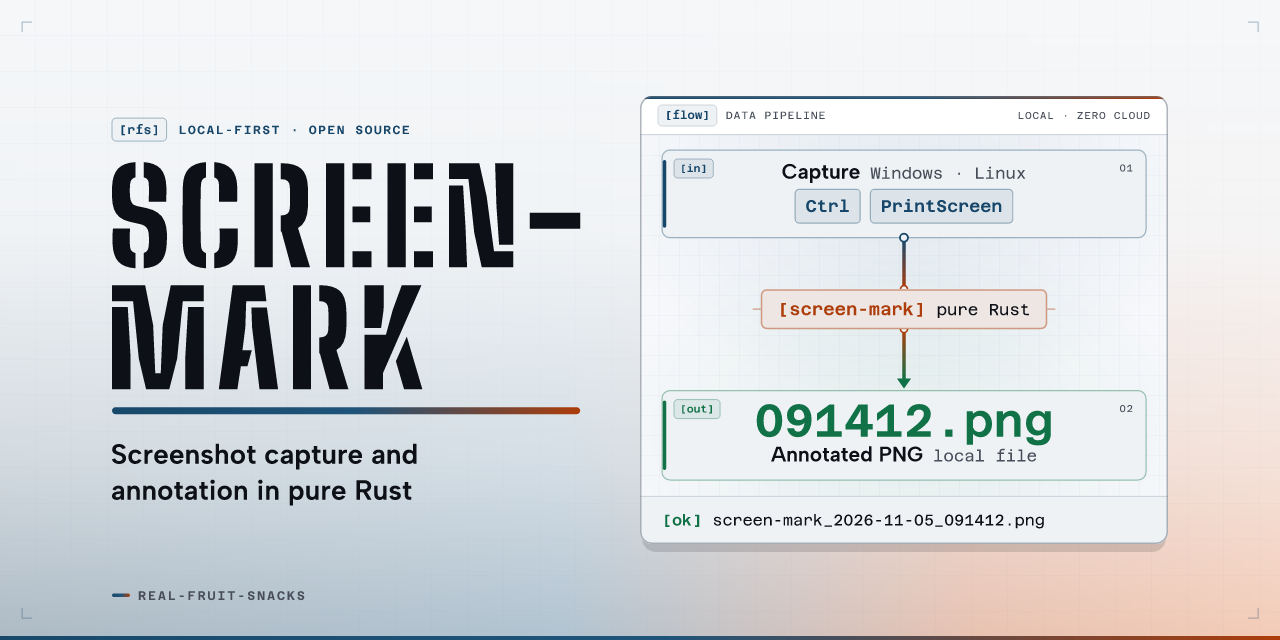 [rfs] LOCAL-FIRST · OPEN SOURCE
SCREEN-
MARK
Screenshot capture and
annotation in pure Rust
REAL-FRUIT-SNACKS
[flow] DATA PIPELINE LOCAL · ZERO CLOUD
[in] Capture Windows · Linux 01
Ctrl PrintScreen
[screen-mark] pure Rust
[out] 091412.png 02
Annotated PNG local file
[ok] screen-mark_2026-11-05_091412.png